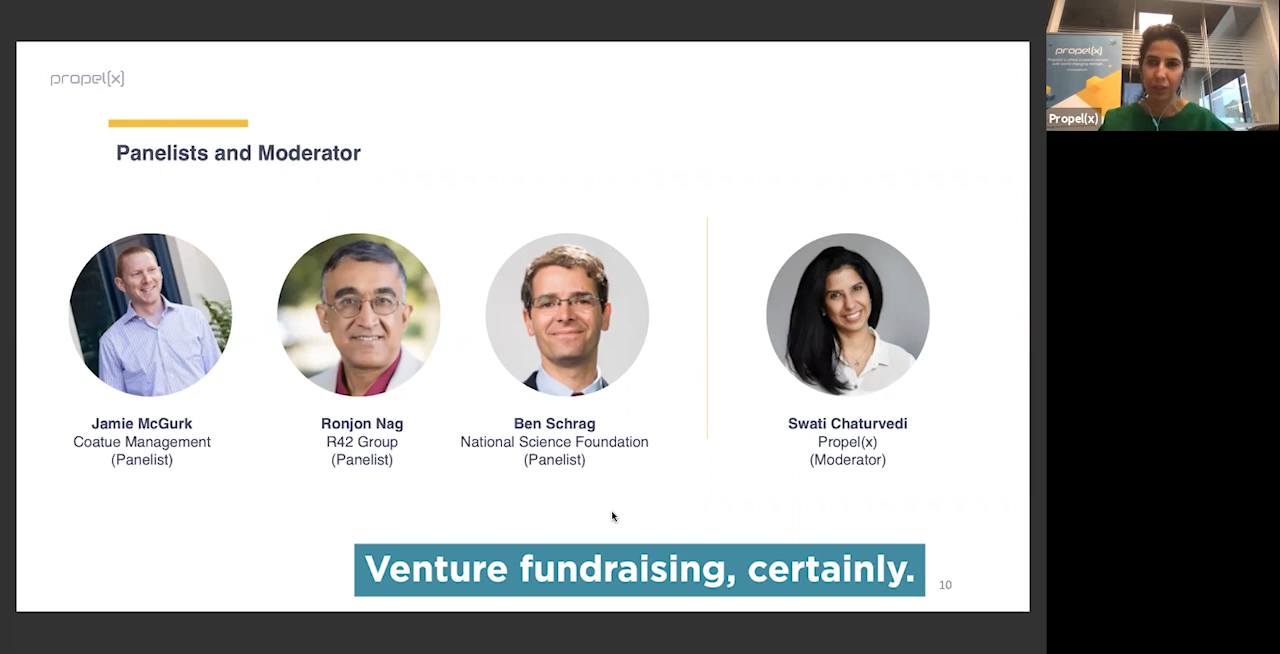 propel(x)
Panelists and Moderator
Jamie McGurk
Coatue Management
(Panelist)
Ronjon Nag
R42 Group
(Panelist)
Ben Schrag
National Science Foundation
(Panelist)
Swati Chaturvedi
Propel(x)
(Moderator)
Venture fundraising, certainly.
10
propel(x)
Propel(x)